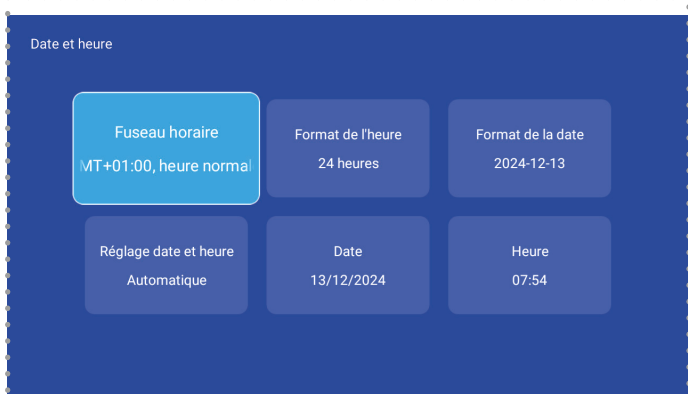 Date et heure
Fuseau horaire
MT+01:00, heure normal
Format de l'heure
24 heures
Format de la date
2024-12-13
Réglage date et heure
Automatique
Date
13/12/2024
Heure
07:54